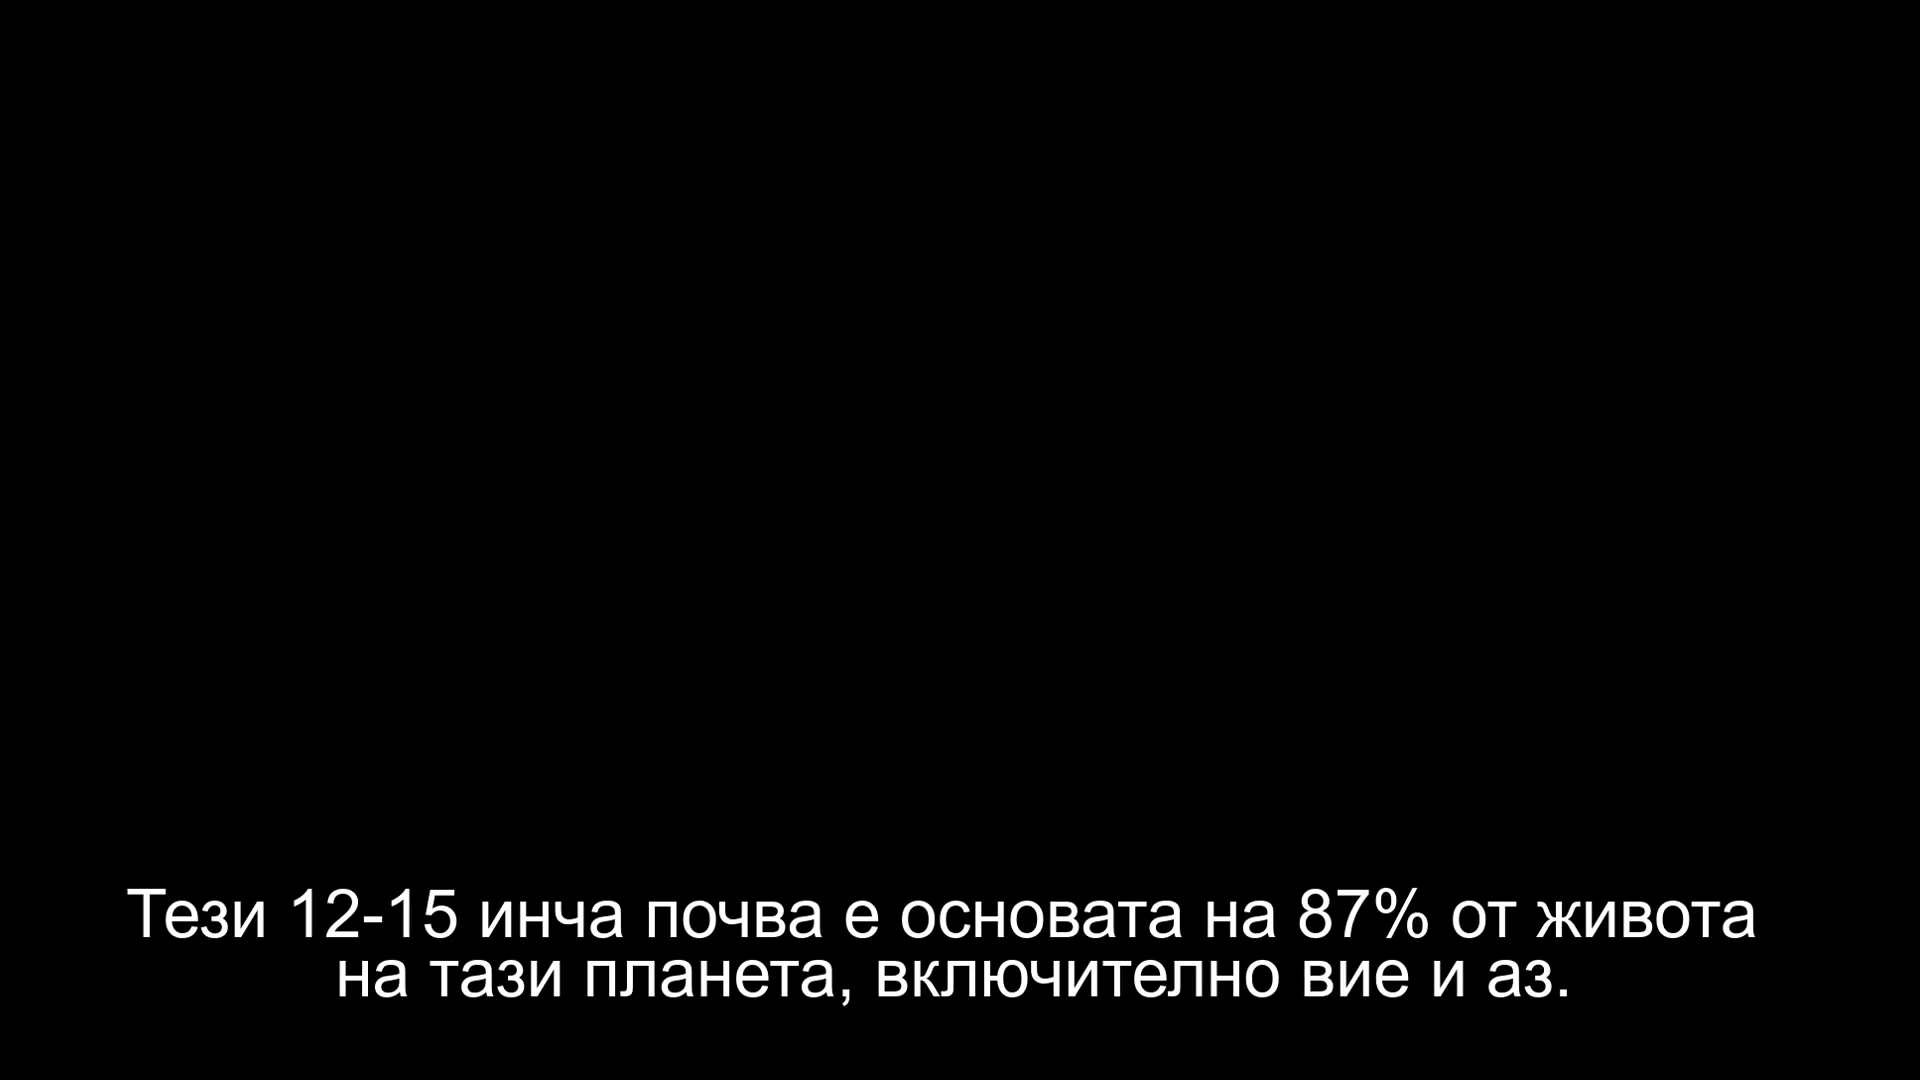 Тези 12-15 инча почва е основата на 87% от живота
на тази планета, включително вие и аз.